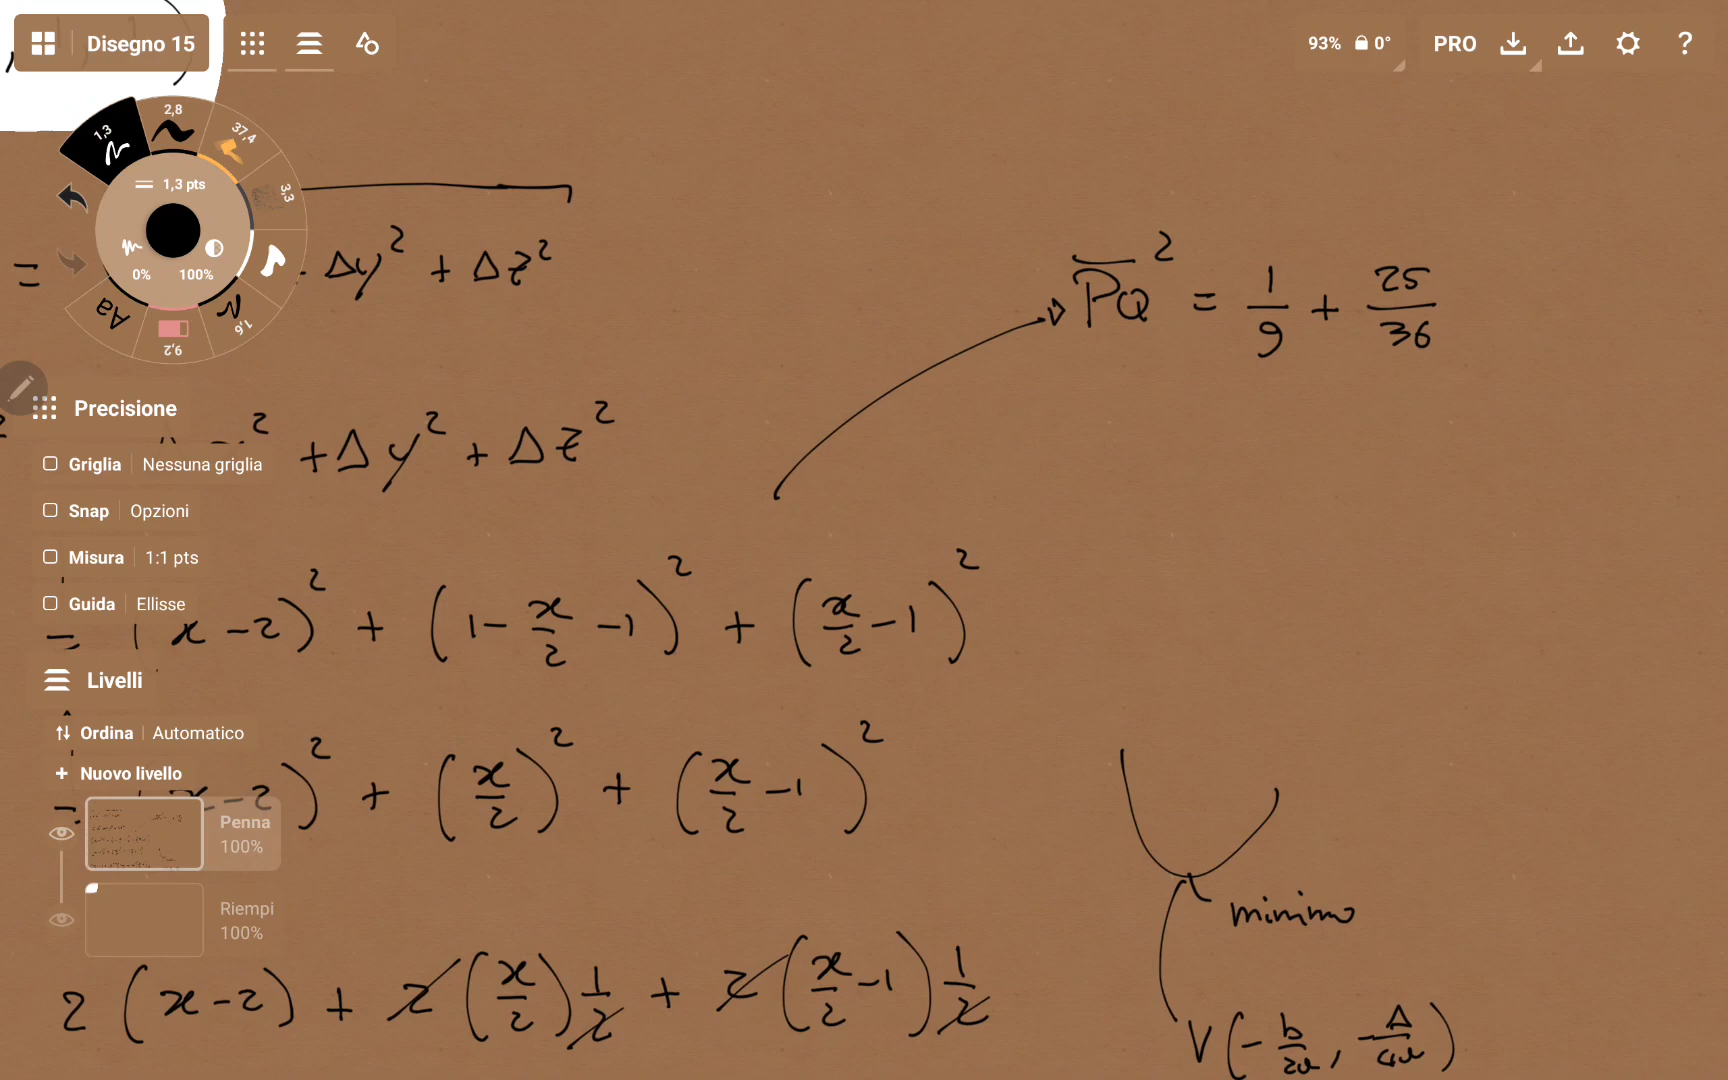 Disegno 15
93% 0° PRO ?
2,8
1,3
37,4
3,3
1,3 pts
0% 100%
Aa
9,2
1,6
= Δy² + Δz²
PQ² = 1/9 + 25/36
Precisione
² + Δy² + Δz²
Griglia Nessuna griglia
Snap Opzioni
Misura 1:1 pts
Guida Ellisse
= (x - 2)² + (1 - x/2 - 1)² + (x/2 - 1)²
Livelli
Ordina Automatico
+ Nuovo livello
= (x - 2)² + (x/2)² + (x/2 - 1)²
Penna
100%
Riempi
100%
minimo
2 (x - 2) + 2 (x/2) 1/2 + 2 (x/2 - 1) 1/2
V (- b/2a, - Δ/4a)